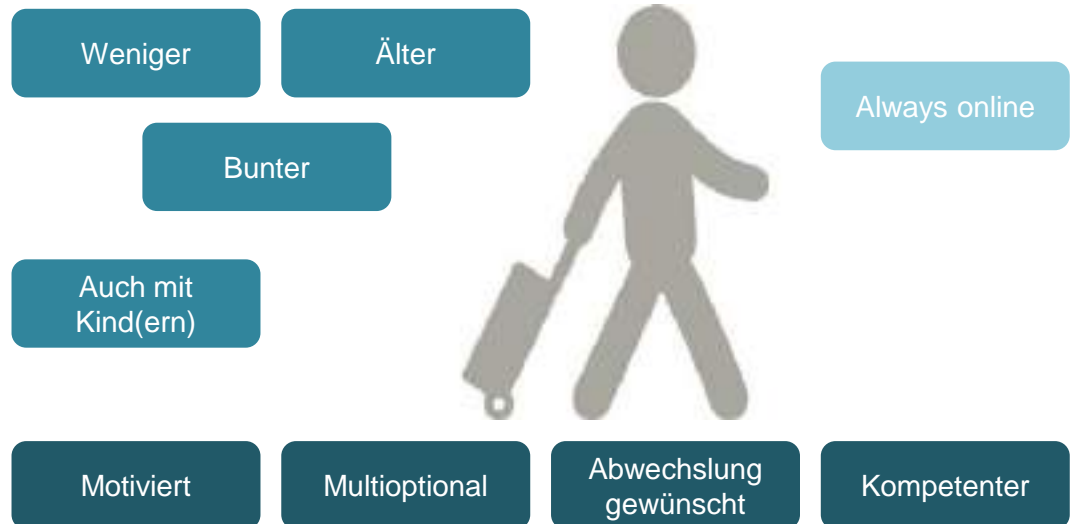 Weniger
Älter
Always online
Bunter
Auch mit
Kind(ern)
Motiviert
Multioptional
Abwechslung
gewünscht
Kompetenter